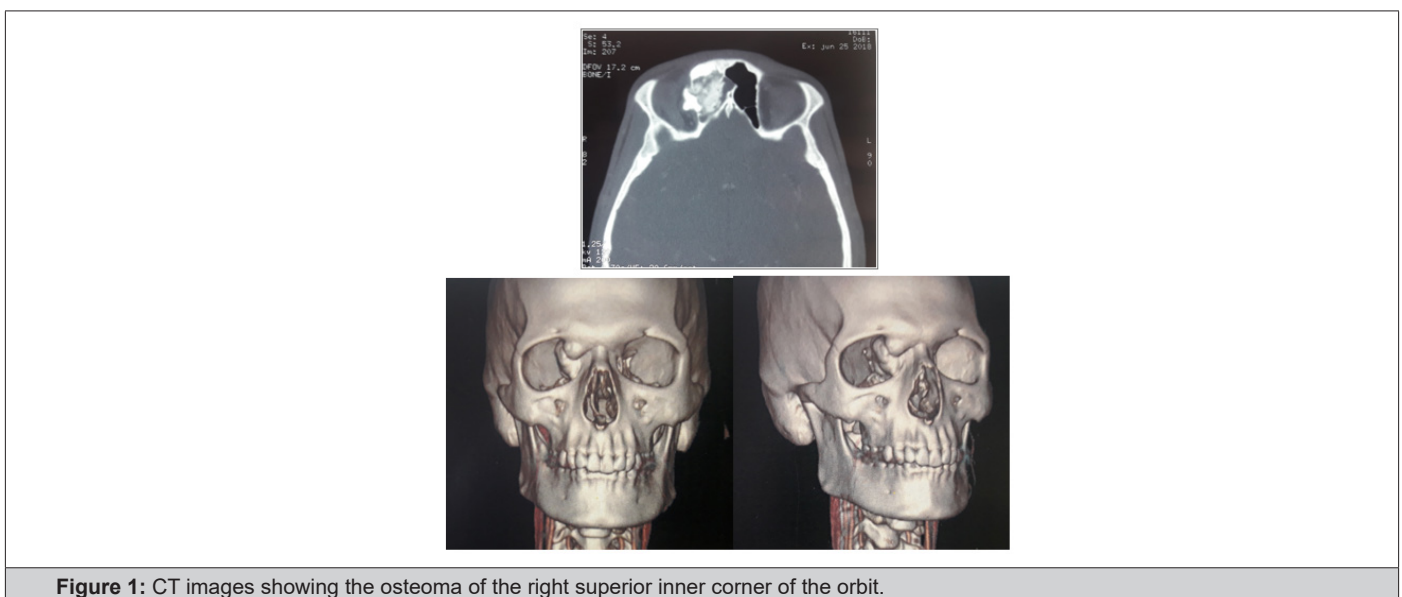 Se: 4
S: 53.2
Im: 207
DFOV 17.2 cm
BONE/I
DoB:
Ex: Jun 25 2018
R
L
Figure 1: CT images showing the osteoma of the right superior inner corner of the orbit.